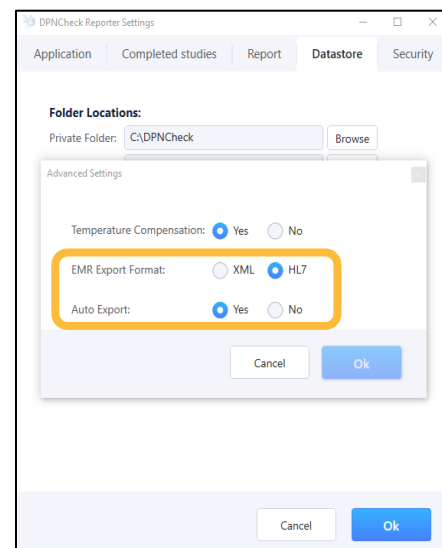 DPNCheck Reporter Settings
Application Completed studies Report Datastore Security
Folder Locations:
Private Folder: C:\DPNCheck Browse
Advanced Settings
Temperature Compensation: Yes No
EMR Export Format: XML HL7
Auto Export: Yes No
Cancel Ok
Cancel Ok